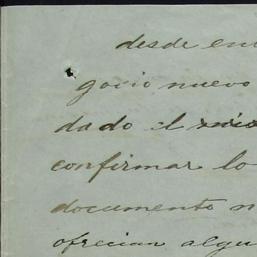 desde en
gocio nuevo
dado el
confirmar lo
documento n
ofrecian algu